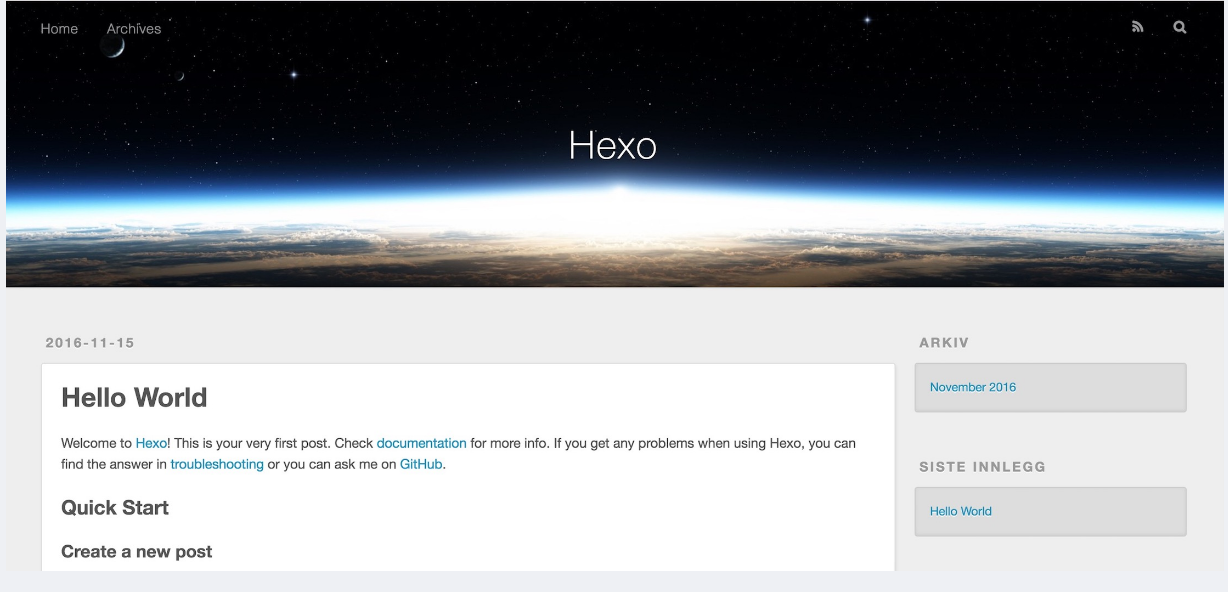 Home Archives
Hexo
2016-11-15
Hello World
Welcome to Hexo! This is your very first post. Check documentation for more info. If you get any problems when using Hexo, you can
find the answer in troubleshooting or you can ask me on GitHub.
Quick Start
Create a new post
ARKIV
November 2016
SISTE INNLEGG
Hello World